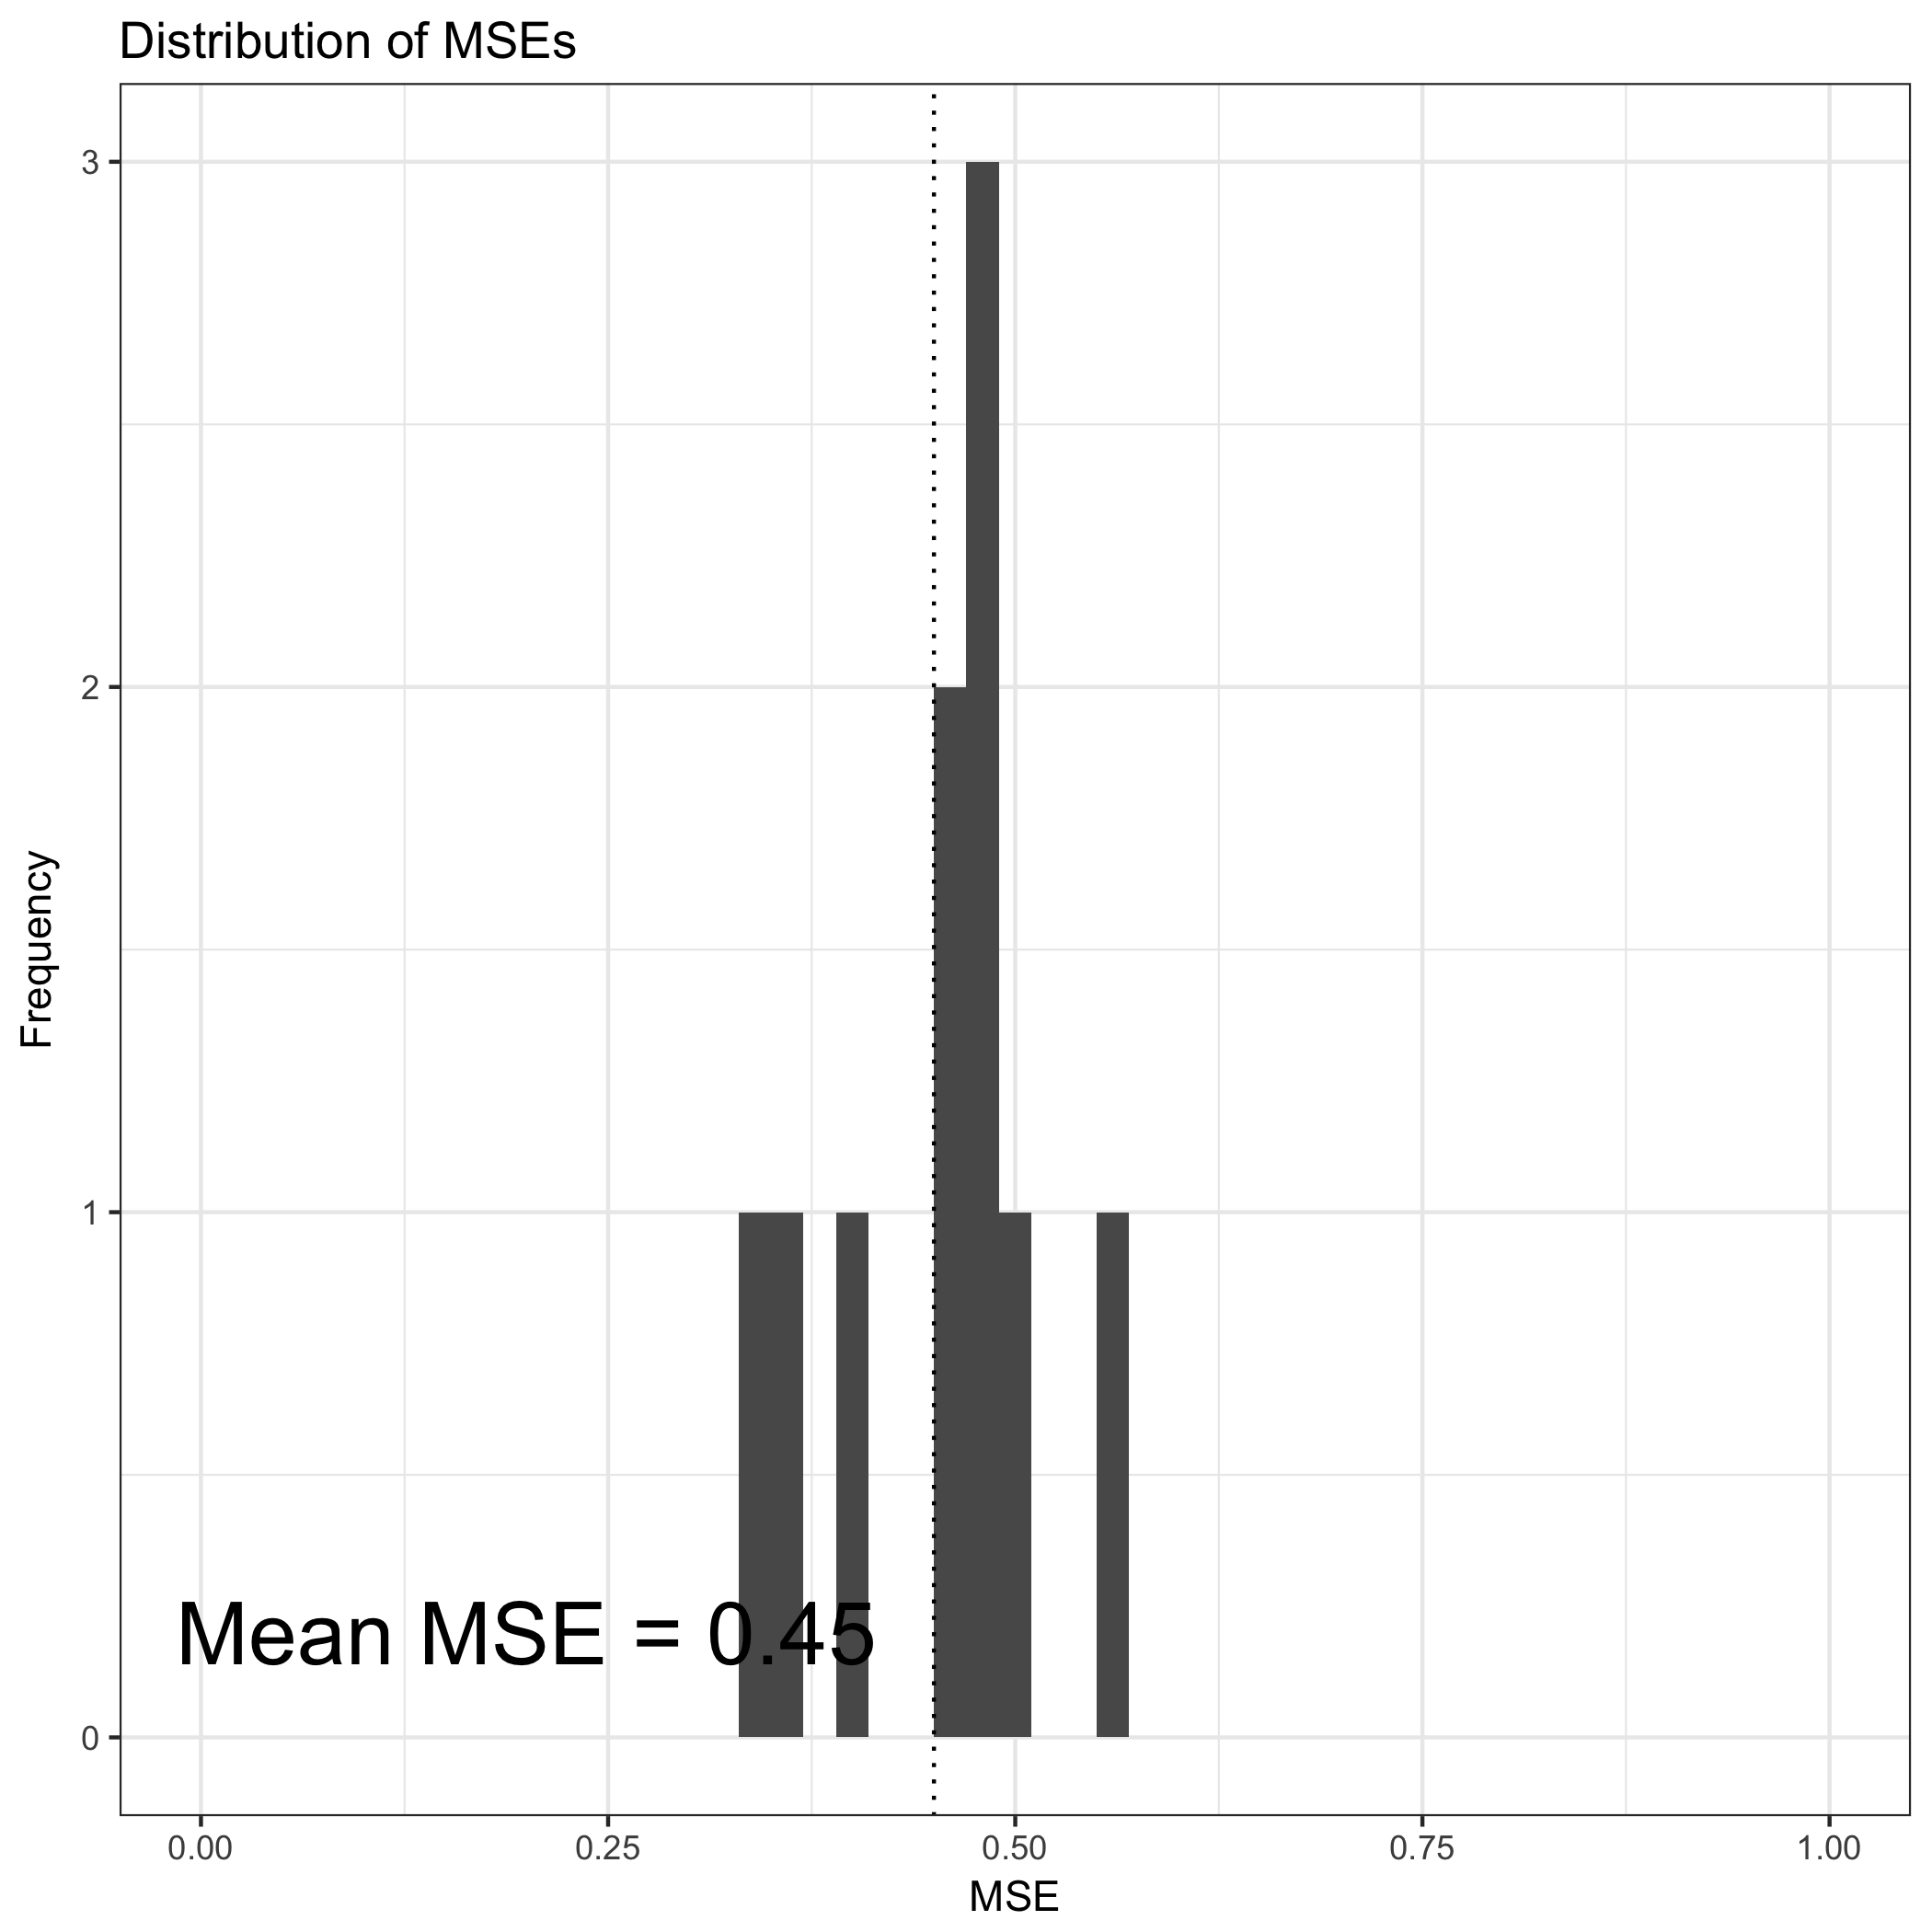 Distribution of MSEs
Frequency
3
2
1
0
Mean MSE = 0.45
0.00 0.25 0.50 0.75 1.00
MSE